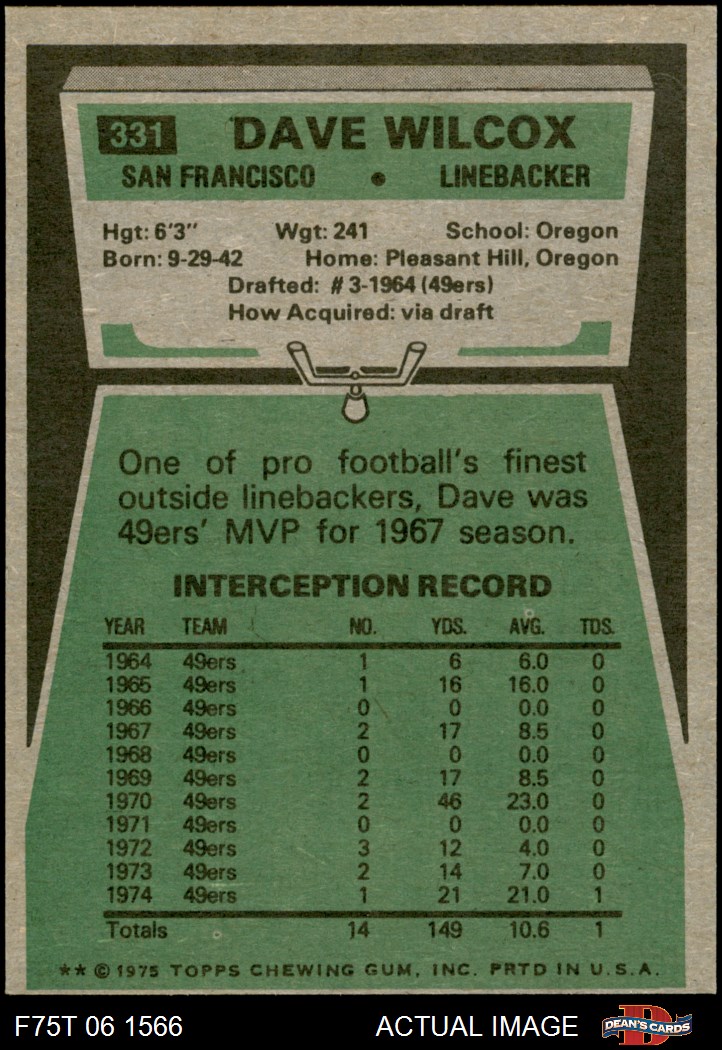 331 DAVE WILCOX
SAN FRANCISCO • LINEBACKER
Hgt: 6'3" Wgt: 241 School: Oregon
Born: 9-29-42 Home: Pleasant Hill, Oregon
Drafted: #3-1964 (49ers)
How Acquired: via draft
One of pro football's finest
outside linebackers, Dave was
49ers' MVP for 1967 season.
INTERCEPTION RECORD
YEAR TEAM NO. YDS. AVG. TDS.
1964 49ers 1 6 6.0 0
1965 49ers 1 16 16.0 0
1966 49ers 0 0 0.0 0
1967 49ers 2 17 8.5 0
1968 49ers 0 0 0.0 0
1969 49ers 2 17 8.5 0
1970 49ers 2 46 23.0 0
1971 49ers 0 0 0.0 0
1972 49ers 3 12 4.0 0
1973 49ers 2 14 7.0 0
1974 49ers 1 21 21.0 1
Totals 14 149 10.6 1
** © 1975 TOPPS CHEWING GUM, INC. PRTD IN U.S.A.
F75T 06 1566 ACTUAL IMAGE DEAN'S CARDS